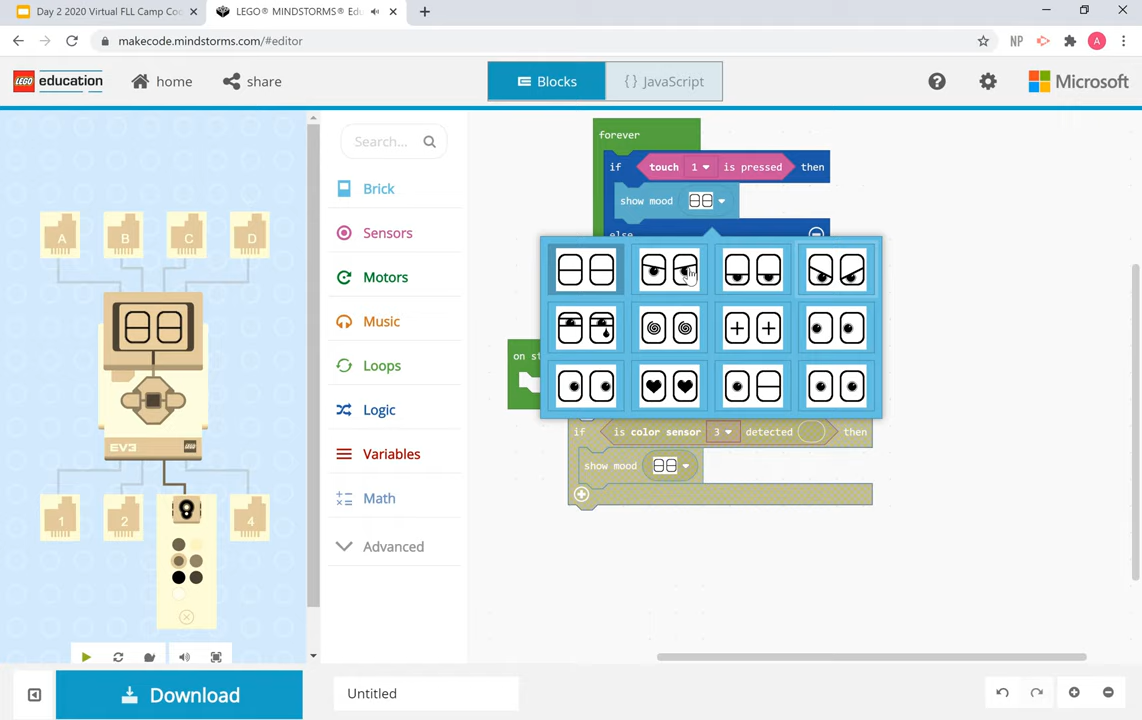 Day 2 2020 Virtual FLL Camp Co
LEGO® MINDSTORMS® Edu
makecode.mindstorms.com/#editor
NP
A
LEGO education
home
share
Blocks
{ } JavaScript
Microsoft
Search...
Brick
Sensors
Motors
Music
Loops
Logic
Variables
Math
Advanced
A
B
C
D
EV3
1
2
4
forever
if touch 1 is pressed then
show mood
else
on st
if is color sensor 3 detected then
show mood
Download
Untitled